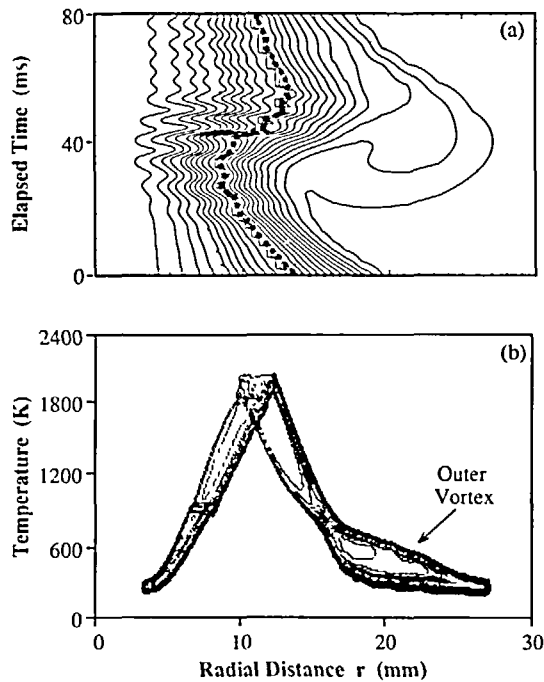 (a)
80
40
0
Elapsed Time (ms)
(b)
2400
1800
1200
600
0
Temperature (K)
Outer
Vortex
0 10 20 30
Radial Distance r (mm)